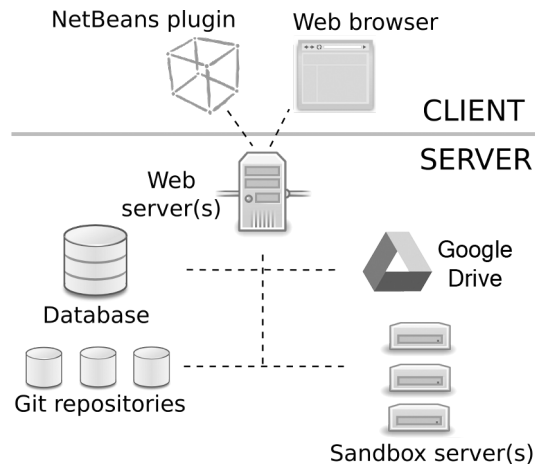 NetBeans plugin
Web browser
CLIENT
SERVER
Web
server(s)
Google
Drive
Database
Git repositories
Sandbox server(s)